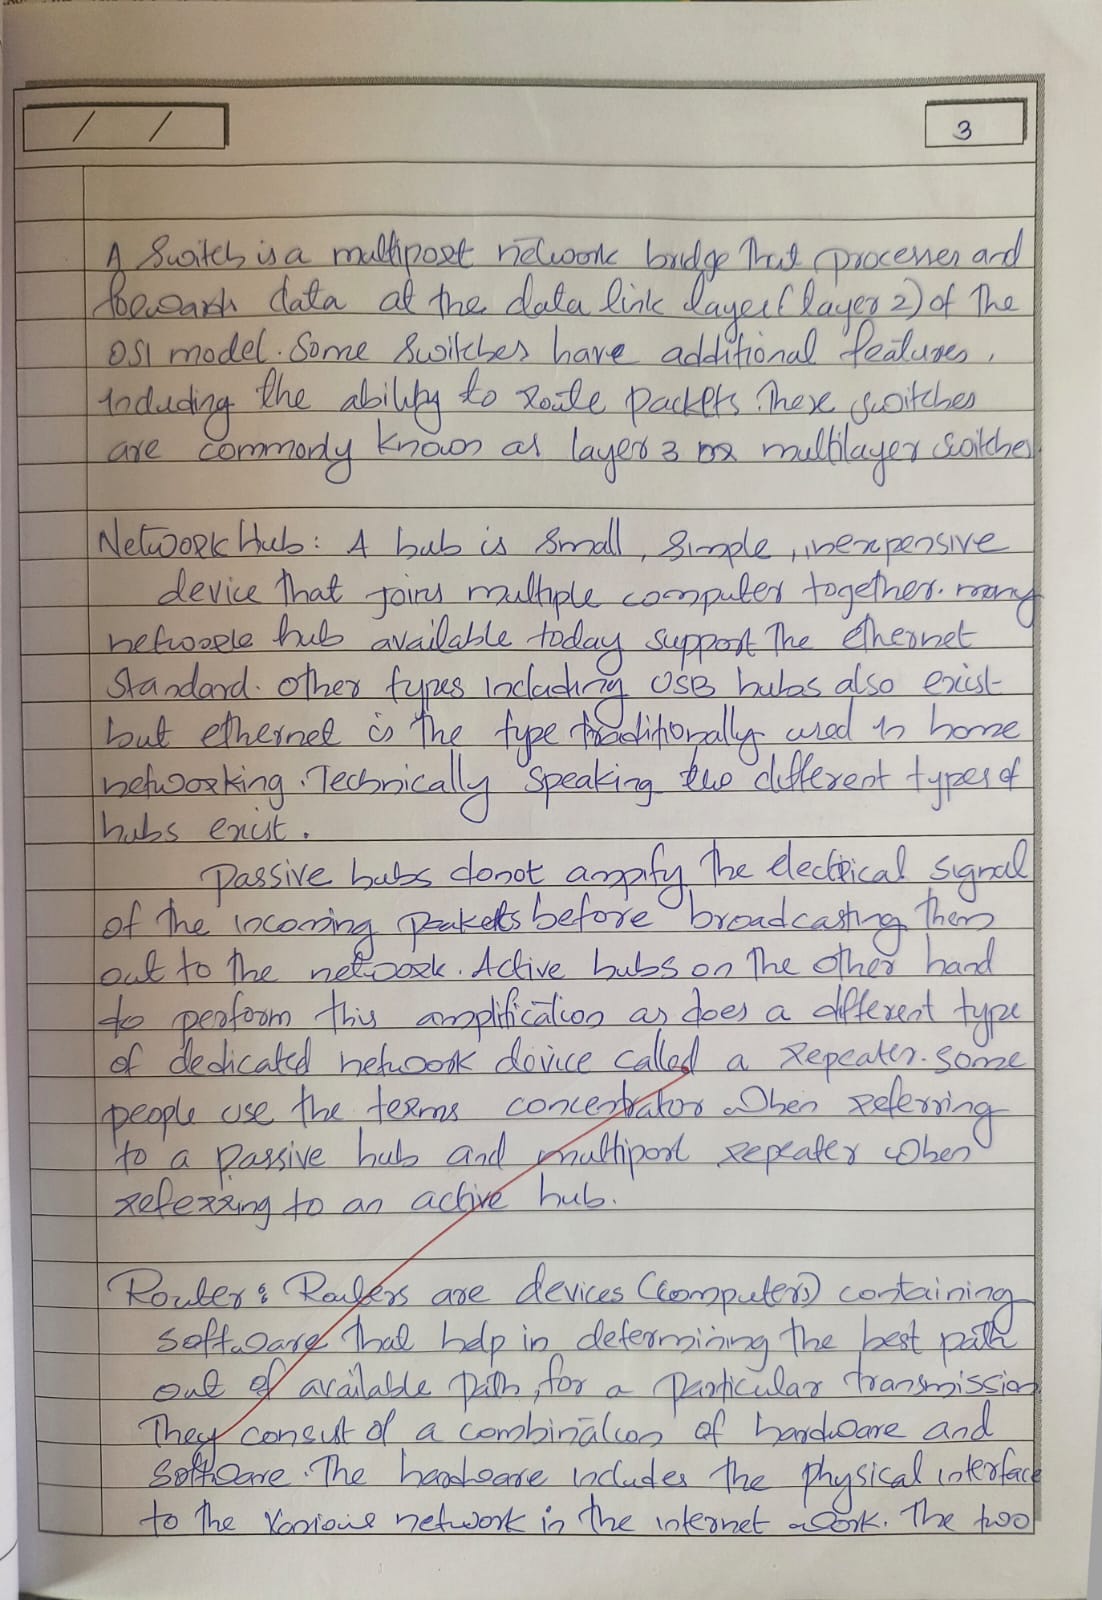 / /
3
A Switch is a multiport network bridge that processes and
forwards data at the data link layer (layer 2) of the
OSI model. Some switches have additional features,
including the ability to route packets. These switches
are commonly known as layer 3 or multilayer switches
Network Hub: A hub is small, simple, inexpensive
device that joins multiple computer together. many
network hub available today support the ethernet
Standard. other types including USB hubs also exist
but ethernet is the type traditionally used in home
networking. Technically speaking two different types of
hubs exist.
Passive hubs donot ampify the electrical signal
of the incoming peakets before broadcasting them
out to the network. Active hubs on the other hand
do perform this amplification as does a different type
of dedicated network device called a repeater. some
people use the terms concentrator when referring
to a passive hub and multiport repeater when
referring to an active hub.
Router: Routers are devices (computers) containing
software that help in determining the best path
out of available path, for a particular transmission
They consist of a combination of hardware and
software. The hardware includes the physical interface
to the various network in the internet work. The two